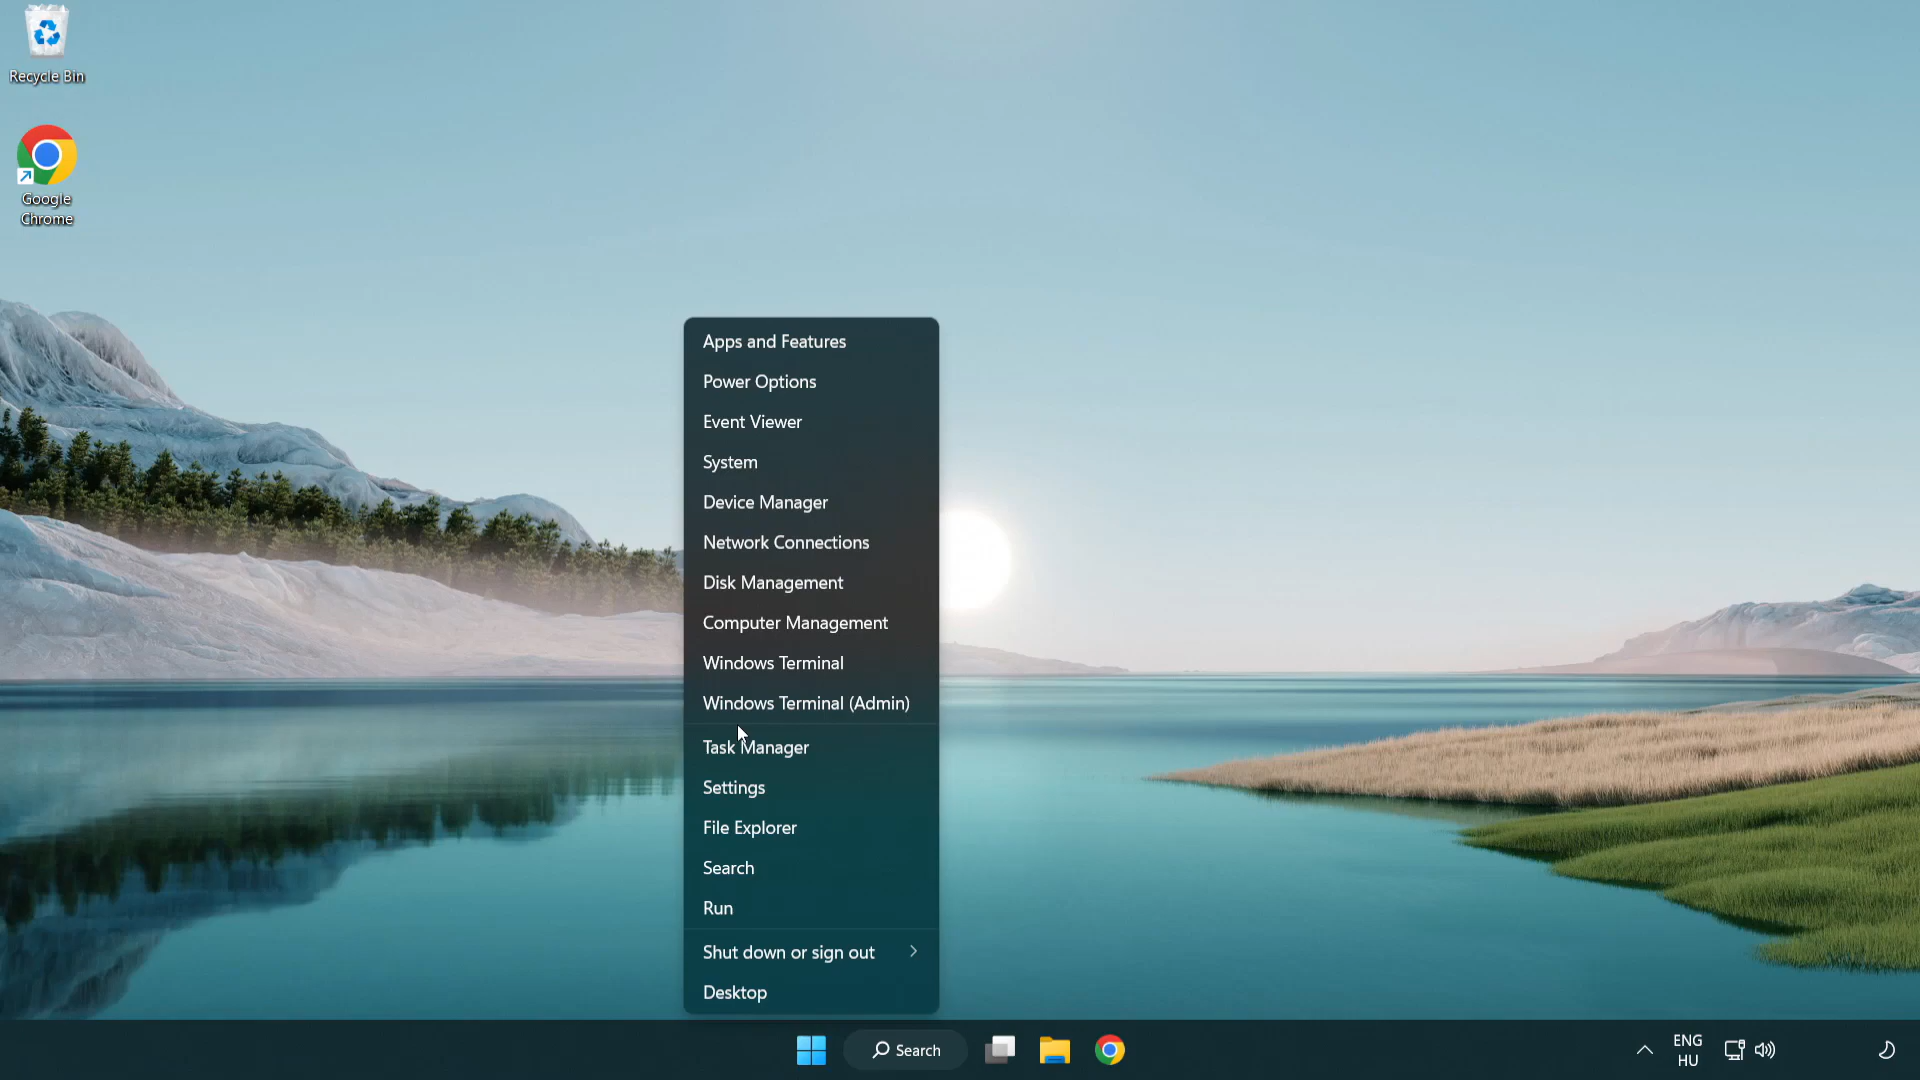 Recycle Bin
Google
Chrome
Apps and Features
Power Options
Event Viewer
System
Device Manager
Network Connections
Disk Management
Computer Management
Windows Terminal
Windows Terminal (Admin)
Task Manager
Settings
File Explorer
Search
Run
Shut down or sign out
Desktop
Search
ENG
HU